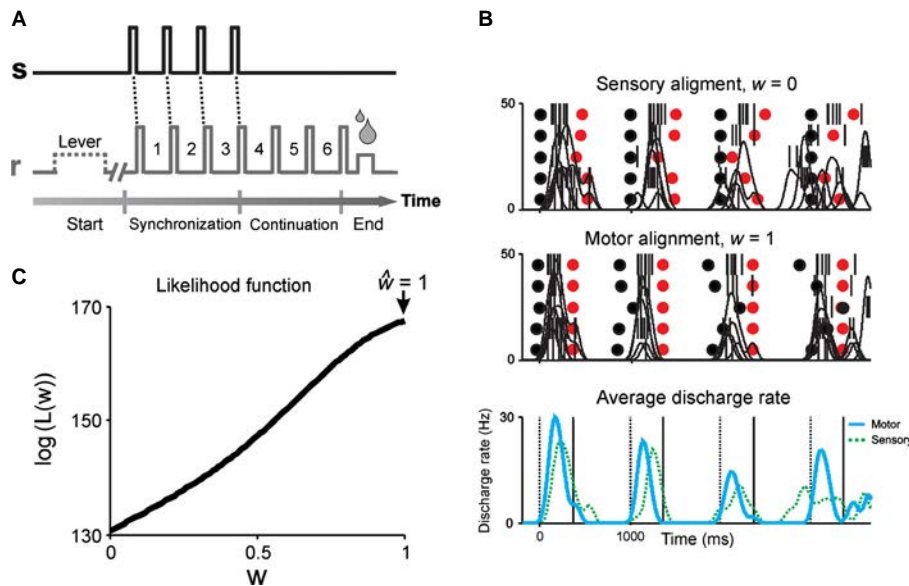 A
S
r
Lever
1 2 3 4 5 6
Time
Start Synchronization Continuation End
B
Sensory aligment, w = 0
50
0
Motor alignment, w = 1
50
0
Average discharge rate
30
Discharge rate (Hz)
0
Motor
Sensory
0 1000 Time (ms)
C
Likelihood function
ŵ = 1
170
150
130
log (L(w))
0 0.5 1
W